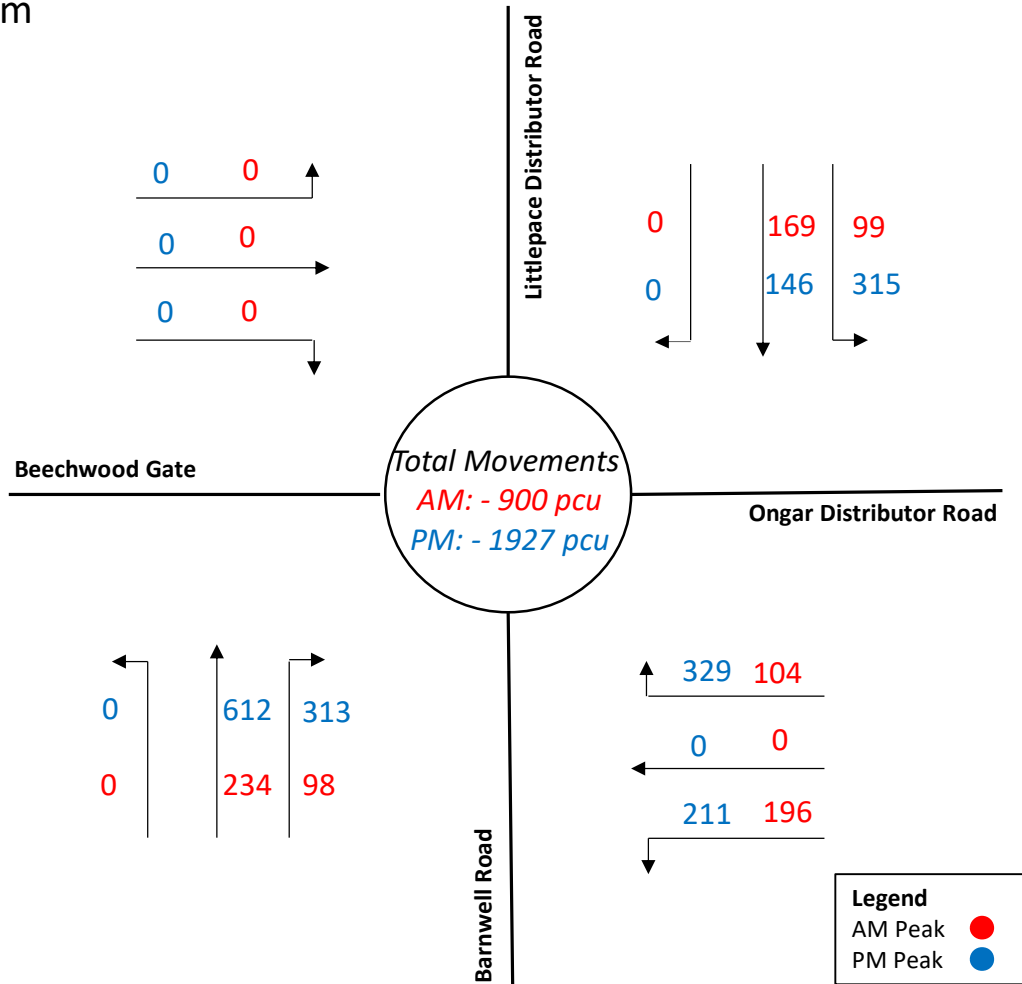 m
Littlepace Distributor Road
0 0
0 0
0 0
0 169 99
0 146 315
Beechwood Gate
Total Movements
AM: - 900 pcu
PM: - 1927 pcu
Ongar Distributor Road
0 612 313
0 234 98
329 104
0 0
211 196
Barnwell Road
Legend
AM Peak
PM Peak